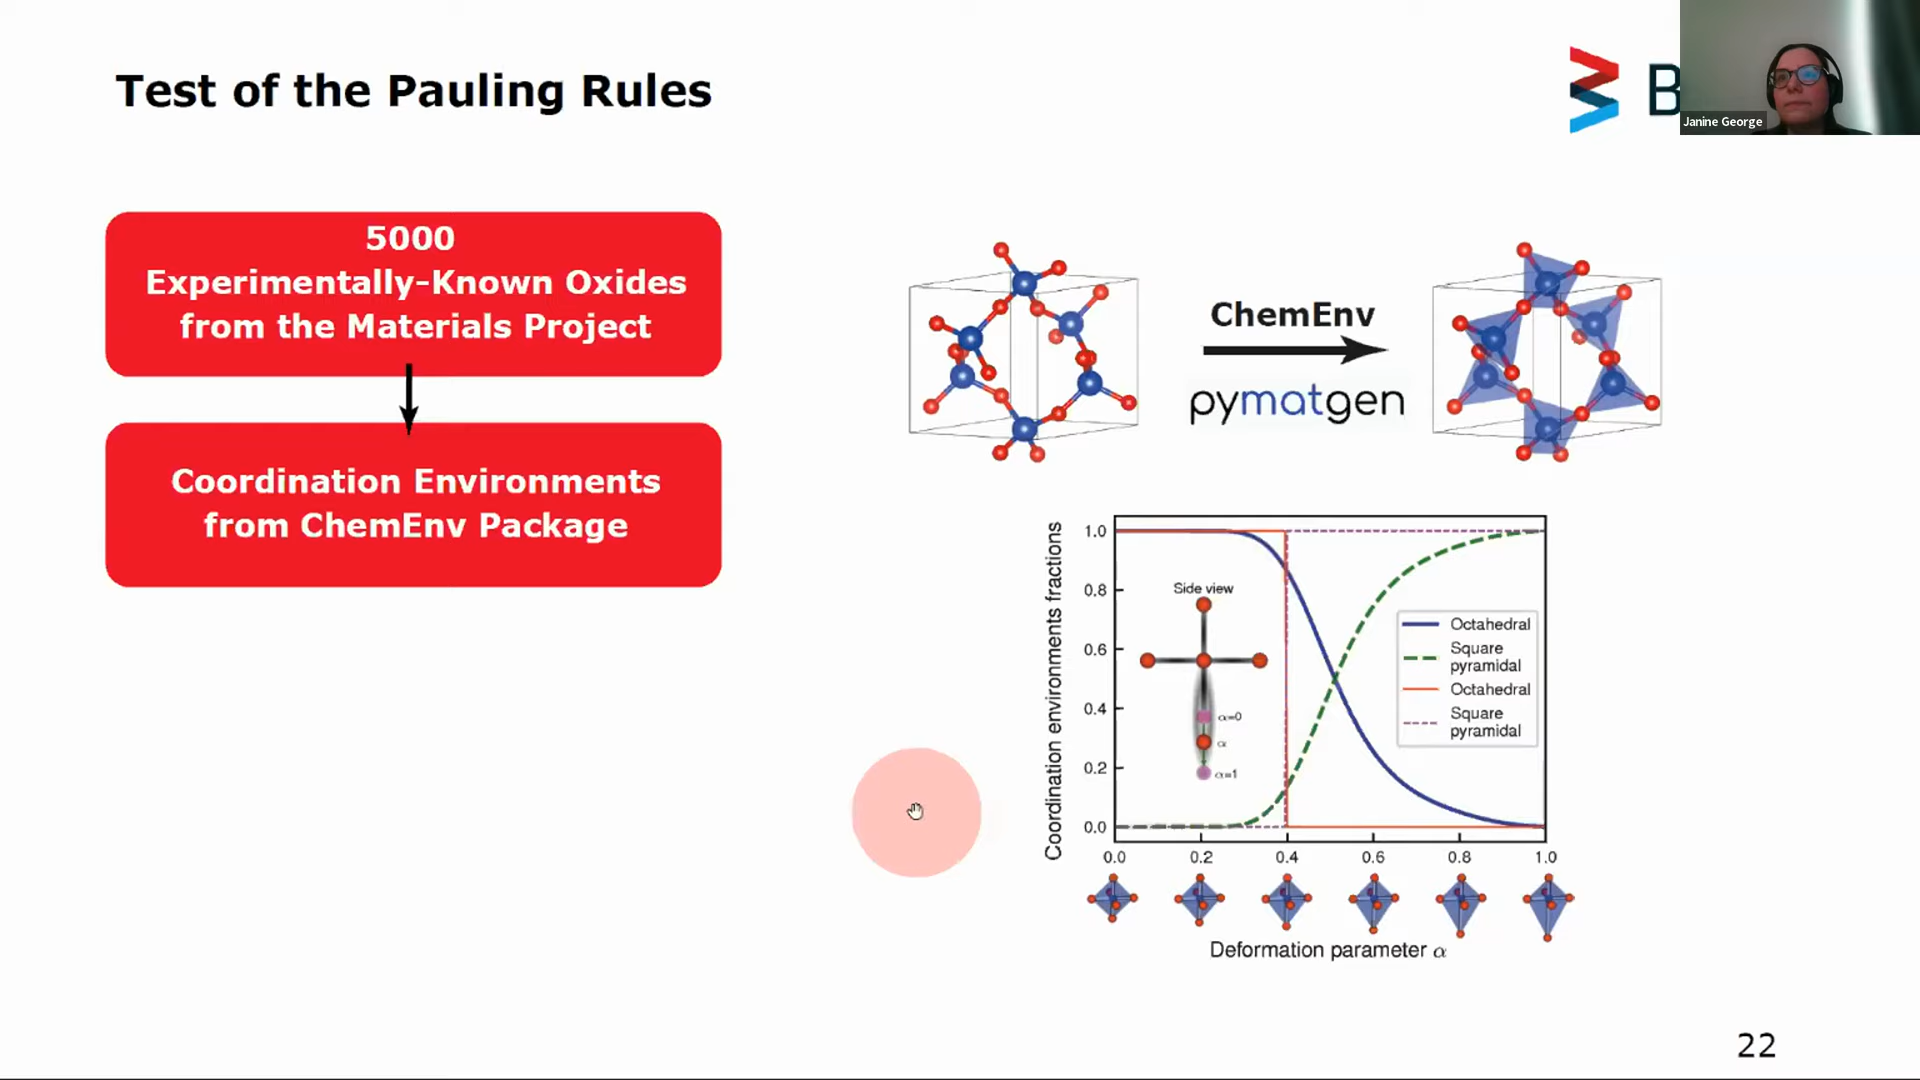 Test of the Pauling Rules
B
Janine George
5000
Experimentally-Known Oxides
from the Materials Project
Coordination Environments
from ChemEnv Package
ChemEnv
pymatgen
Coordination environments fractions
1.0
0.8
0.6
0.4
0.2
0.0
Side view
α=0
α
α=1
Octahedral
Square
pyramidal
Octahedral
Square
pyramidal
0.0 0.2 0.4 0.6 0.8 1.0
Deformation parameter α
22